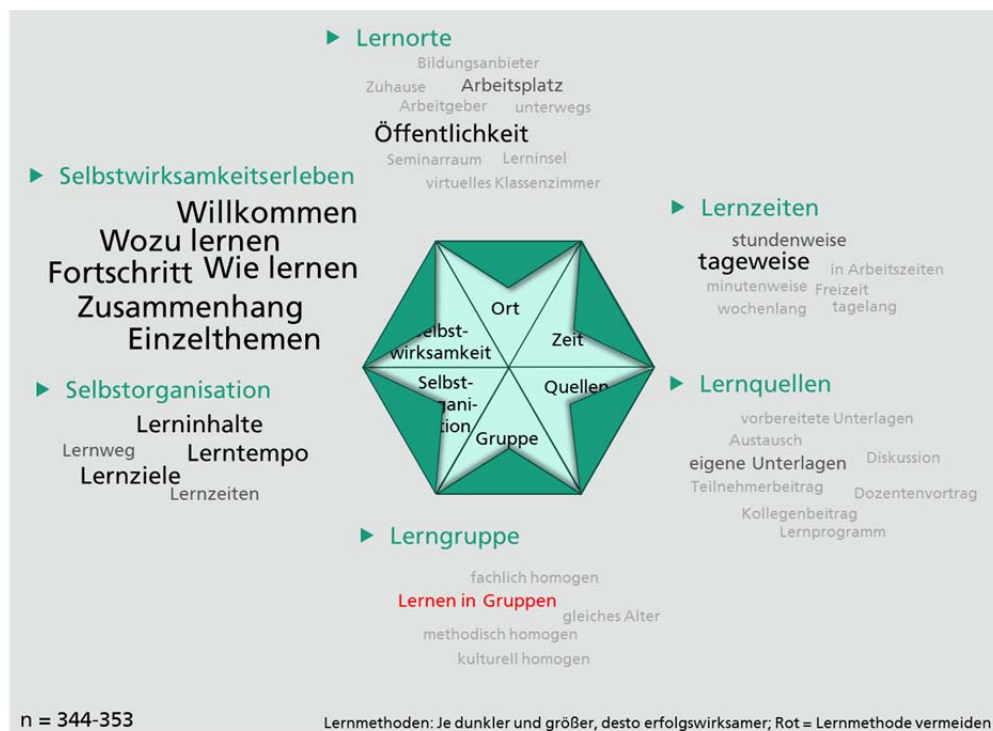 ► Lernorte
Bildungsanbieter
Zuhause Arbeitsplatz
Arbeitgeber unterwegs
Öffentlichkeit
Seminarraum Lerninsel
virtuelles Klassenzimmer
► Selbstwirksamkeitserleben
Willkommen
Wozu lernen
Fortschritt Wie lernen
Zusammenhang
Einzelthemen
► Lernzeiten
stundenweise
tageweise in Arbeitszeiten
minutenweise Freizeit
wochenlang tagelang
Ort
Zeit
elbst-
wirksamkeit
Selbst-
gani-
tion
Quellen
Gruppe
► Selbstorganisation
Lerninhalte
Lernweg Lerntempo
Lernziele
Lernzeiten
► Lernquellen
vorbereitete Unterlagen
Austausch
eigene Unterlagen Diskussion
Teilnehmerbeitrag Dozentenvortrag
Kollegenbeitrag
Lernprogramm
► Lerngruppe
fachlich homogen
Lernen in Gruppen
gleiches Alter
methodisch homogen
kulturell homogen
n = 344-353
Lernmethoden: Je dunkler und größer, desto erfolgswirksamer; Rot = Lernmethode vermeiden